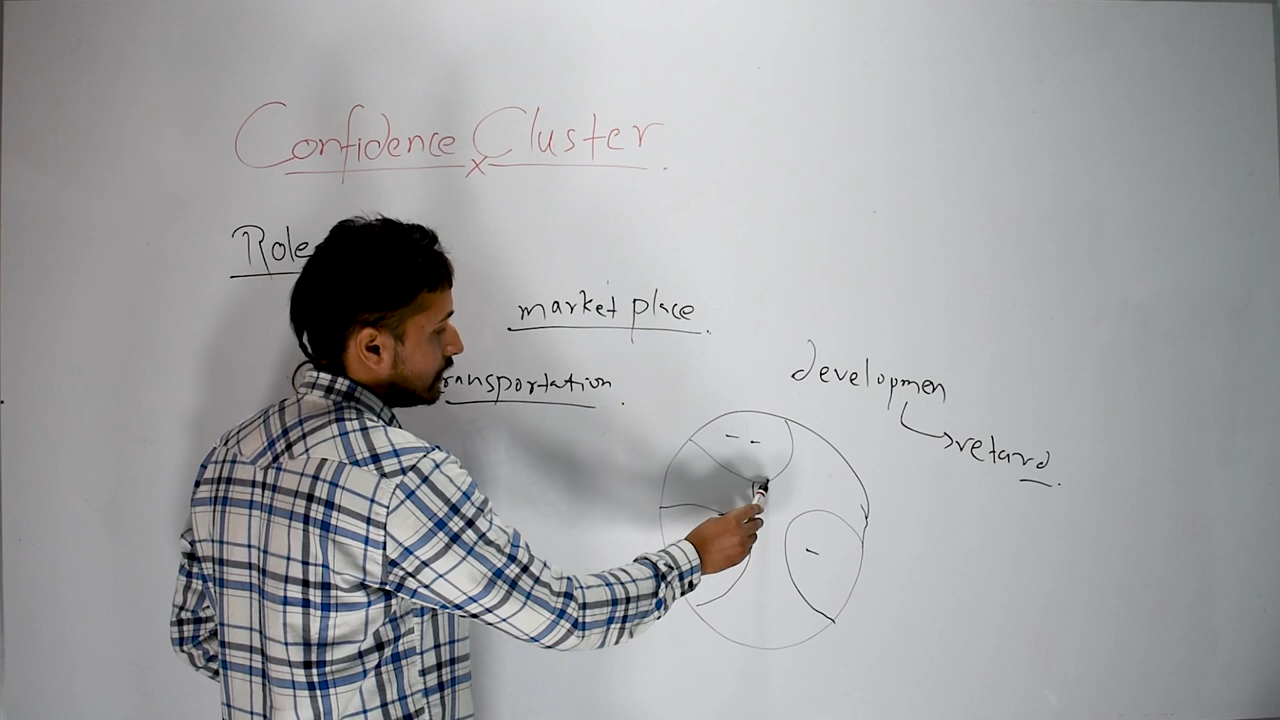 Confidence Cluster.
Role
market place.
ransportation.
developmen
retard.